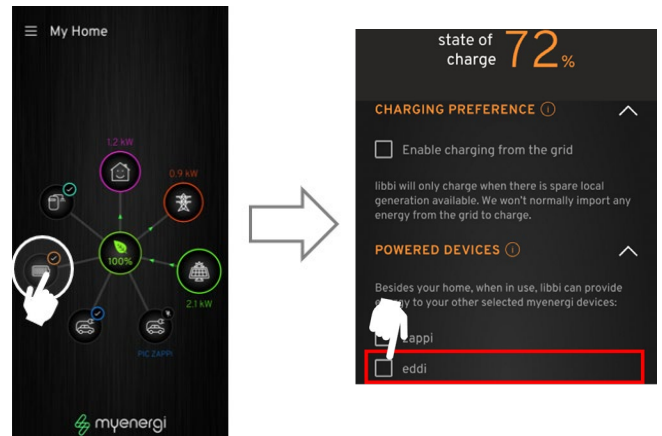 My Home
1.2 kW
0.9 kW
100%
2.1 kW
PIC ZAPPI
myenergi
state of
charge 72%
CHARGING PREFERENCE
Enable charging from the grid
libbi will only charge when there is spare local
generation available. We won't normally import any
energy from the grid to charge.
POWERED DEVICES
Besides your home, when in use, libbi can provide
energy to your other selected myenergi devices:
zappi
eddi